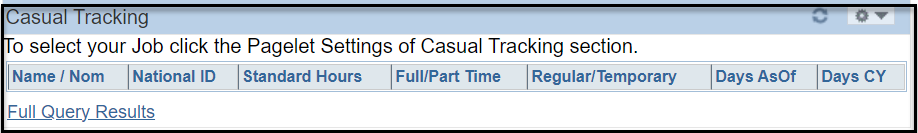 Casual Tracking
To select your Job click the Pagelet Settings of Casual Tracking section.
Name / Nom National ID Standard Hours Full/Part Time Regular/Temporary Days AsOf Days CY
Full Query Results